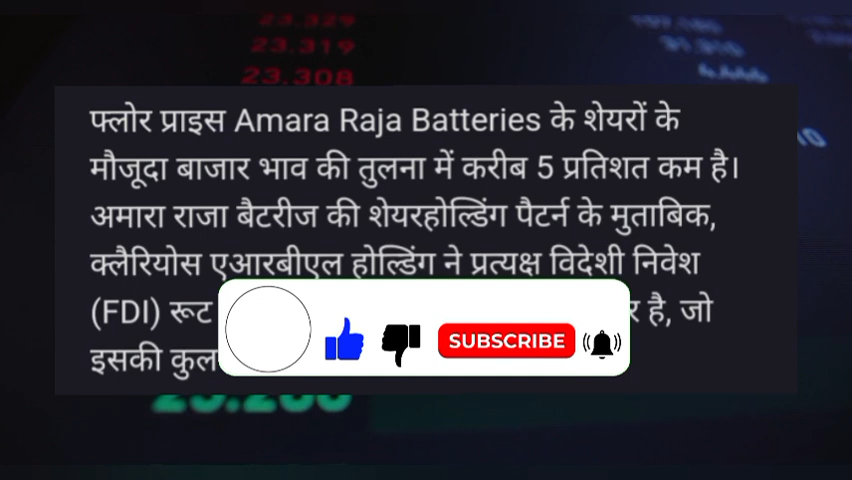 23.329
23.319
23.308
फ्लोर प्राइस Amara Raja Batteries के शेयरों के
मौजूदा बाजार भाव की तुलना में करीब 5 प्रतिशत कम है।
अमारा राजा बैटरीज की शेयरहोल्डिंग पैटर्न के मुताबिक,
क्लैरियोस एआरबीएल होल्डिंग ने प्रत्यक्ष विदेशी निवेश
(FDI) रूट है, जो
इसकी कुल
SUBSCRIBE